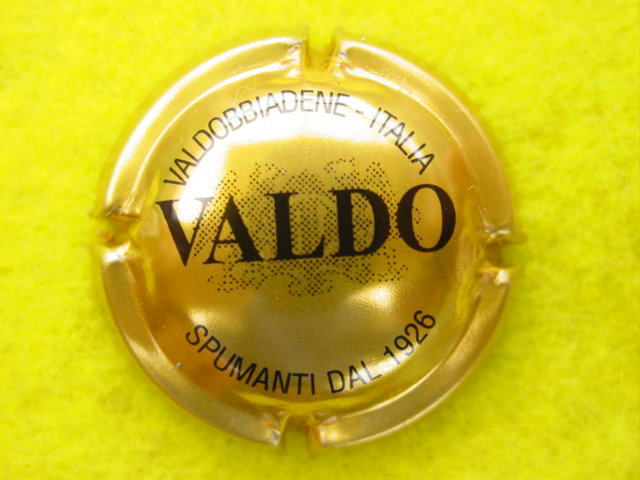 VALDOBBIADENE - ITALIA
VALDO
SPUMANTI DAL 1926